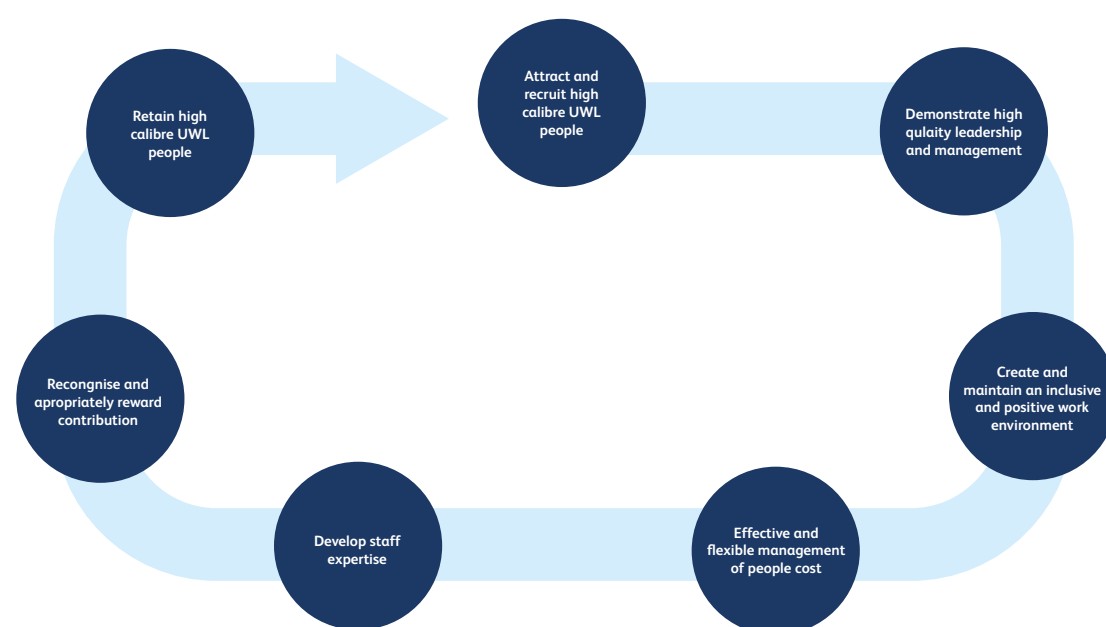 Attract and
recruit high
calibre UWL
people
Demonstrate high
qulaity leadership
and management
Create and
maintain an inclusive
and positive work
environment
Effective and
flexible management
of people cost
Develop staff
expertise
Recongnise and
apropriately reward
contribution
Retain high
calibre UWL
people